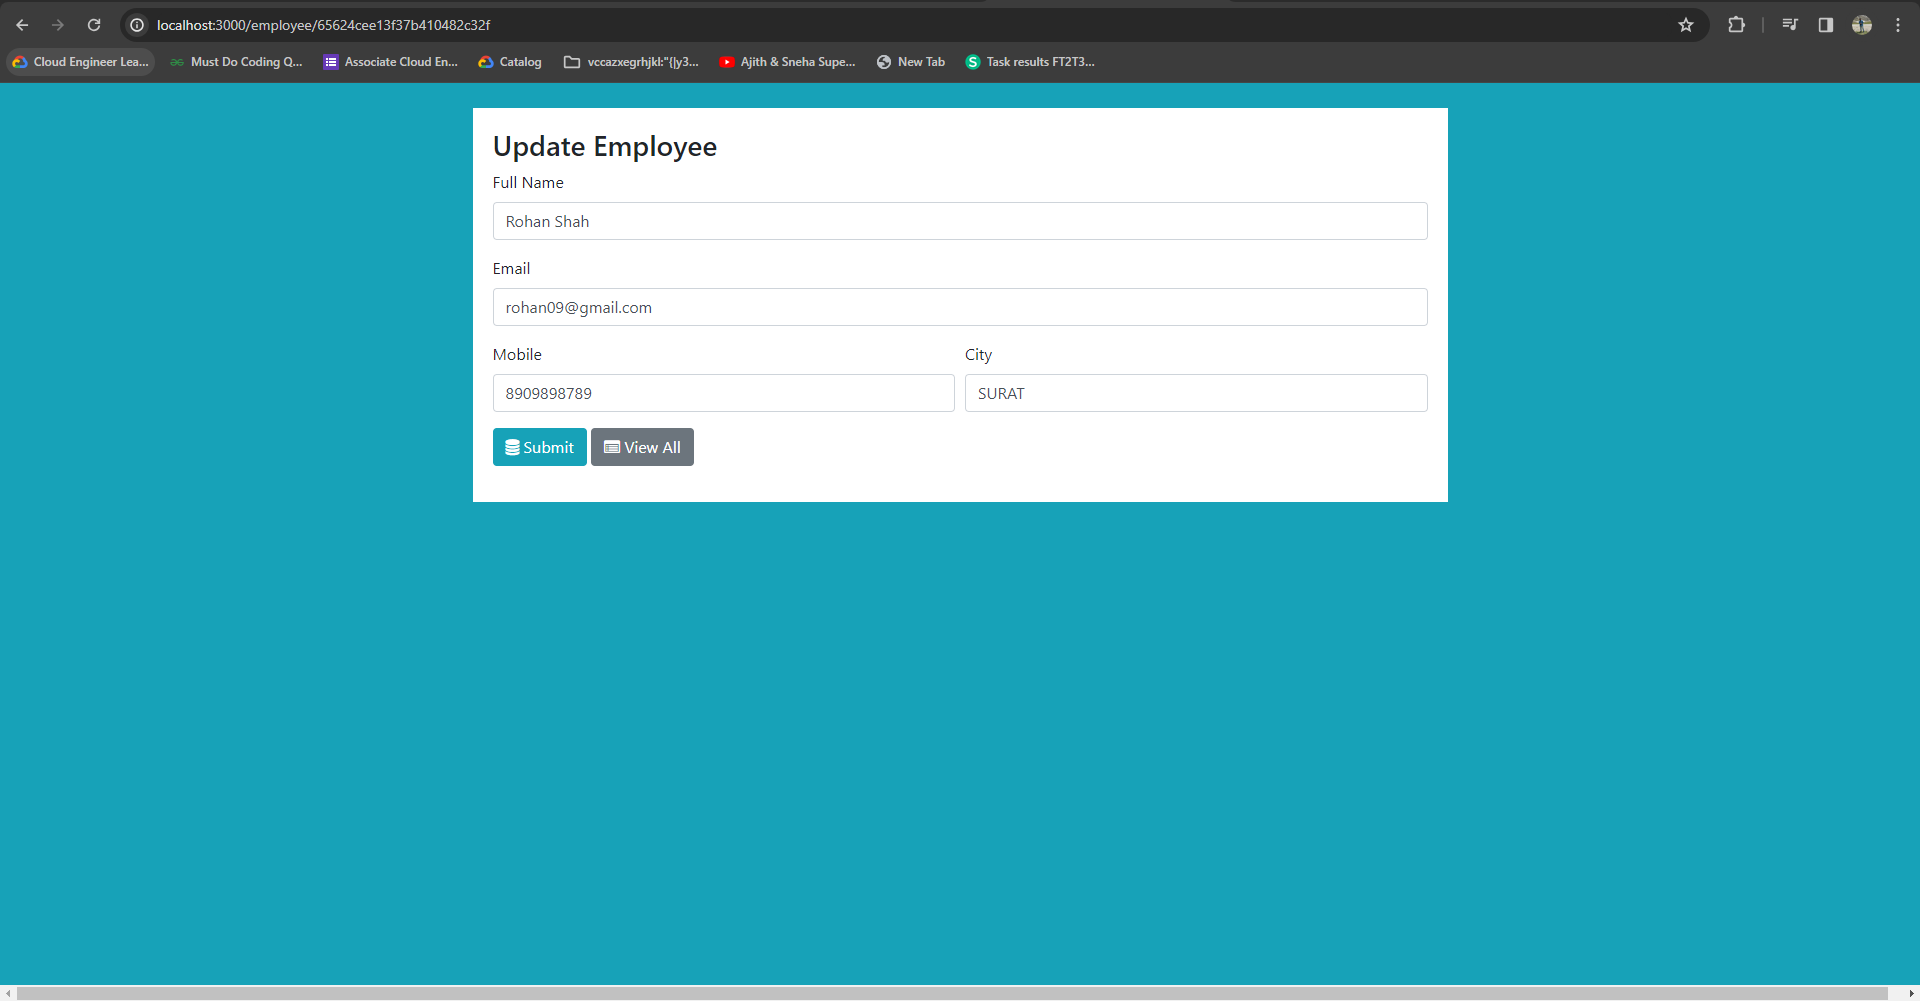 localhost:3000/employee/65624cee13f37b410482c32f
Cloud Engineer Lea... Must Do Coding Q... Associate Cloud En... Catalog vccazxegrhjkl:"{|y3... Ajith & Sneha Supe... New Tab Task results FT2T3...
Update Employee
Full Name
Rohan Shah
Email
rohan09@gmail.com
Mobile City
8909898789 SURAT
Submit View All